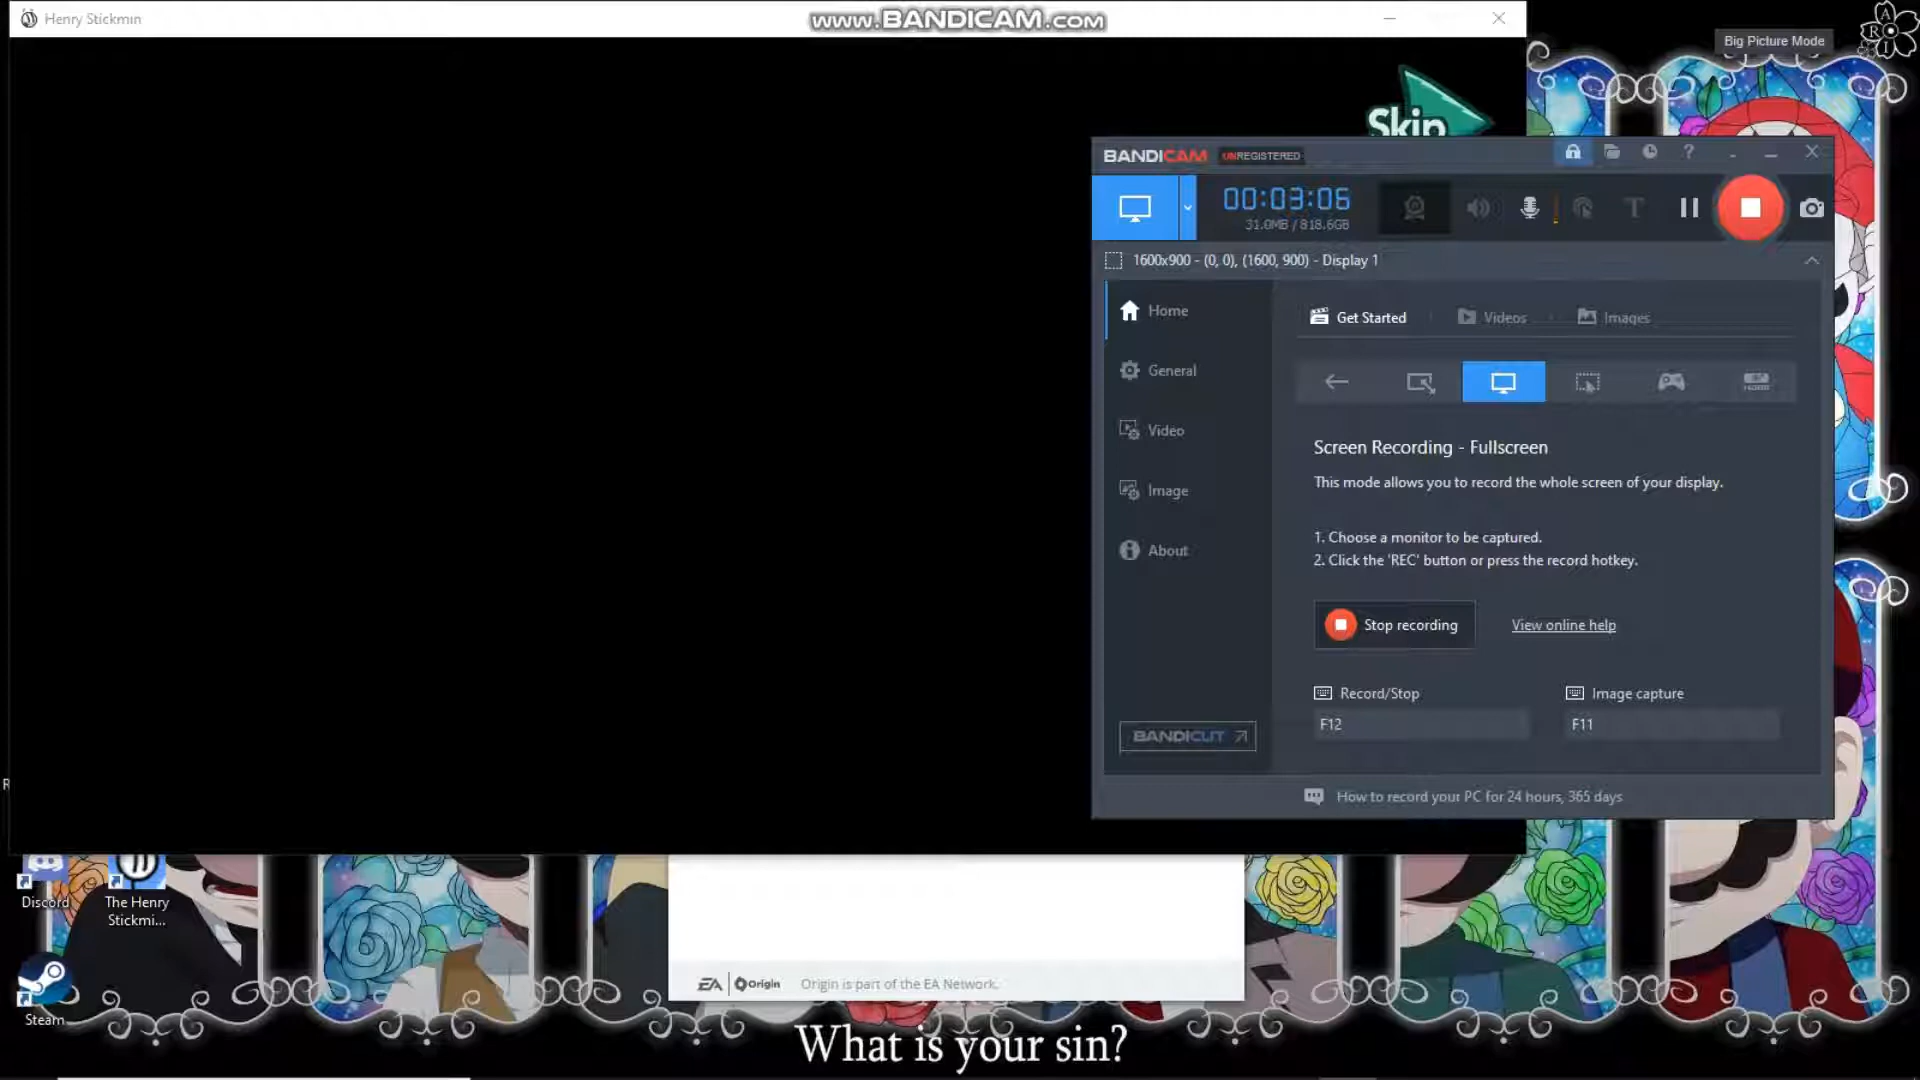 Henry Stickmin
www.BANDICAM.com
Big Picture Mode
A
R
I
Skip
BANDICAM UNREGISTERED
?
00:03:06
31.0MB / 818.6GB
T
1600x900 - (0, 0), (1600, 900) - Display 1
Home
General
Video
Image
About
BANDICUT
Get Started
Videos
Images
Screen Recording - Fullscreen
This mode allows you to record the whole screen of your display.
1. Choose a monitor to be captured.
2. Click the 'REC' button or press the record hotkey.
Stop recording
View online help
Record/Stop
Image capture
F12
F11
How to record your PC for 24 hours, 365 days
Discord
The Henry
Stickmi...
Steam
EA
Origin
Origin is part of the EA Network.
What is your sin?